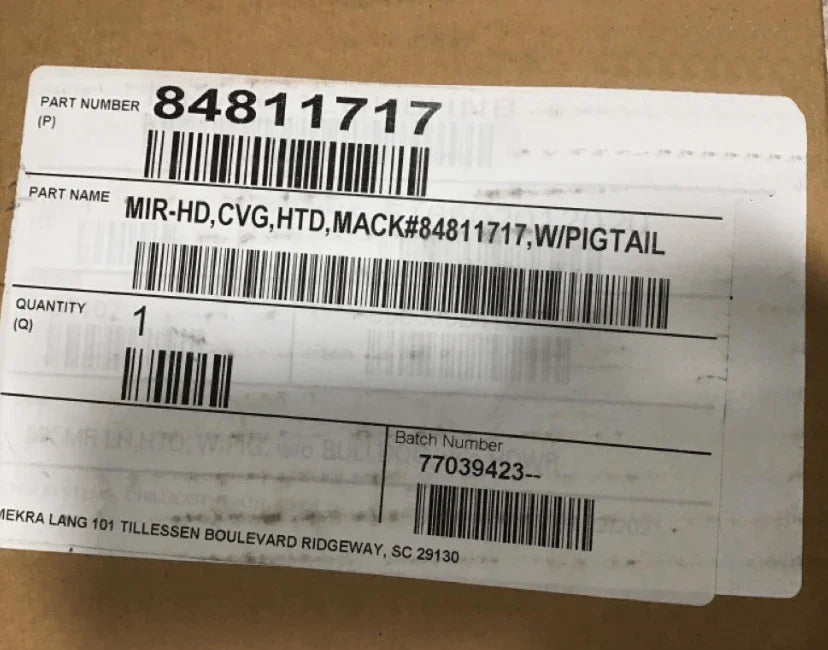 PART NUMBER 84811717
(P)
PART NAME MIR-HD,CVG,HTD,MACK#84811717,W/PIGTAIL
QUANTITY 1
(Q)
Batch Number
77039423--
MEKRA LANG 101 TILLESSEN BOULEVARD RIDGEWAY, SC 29130